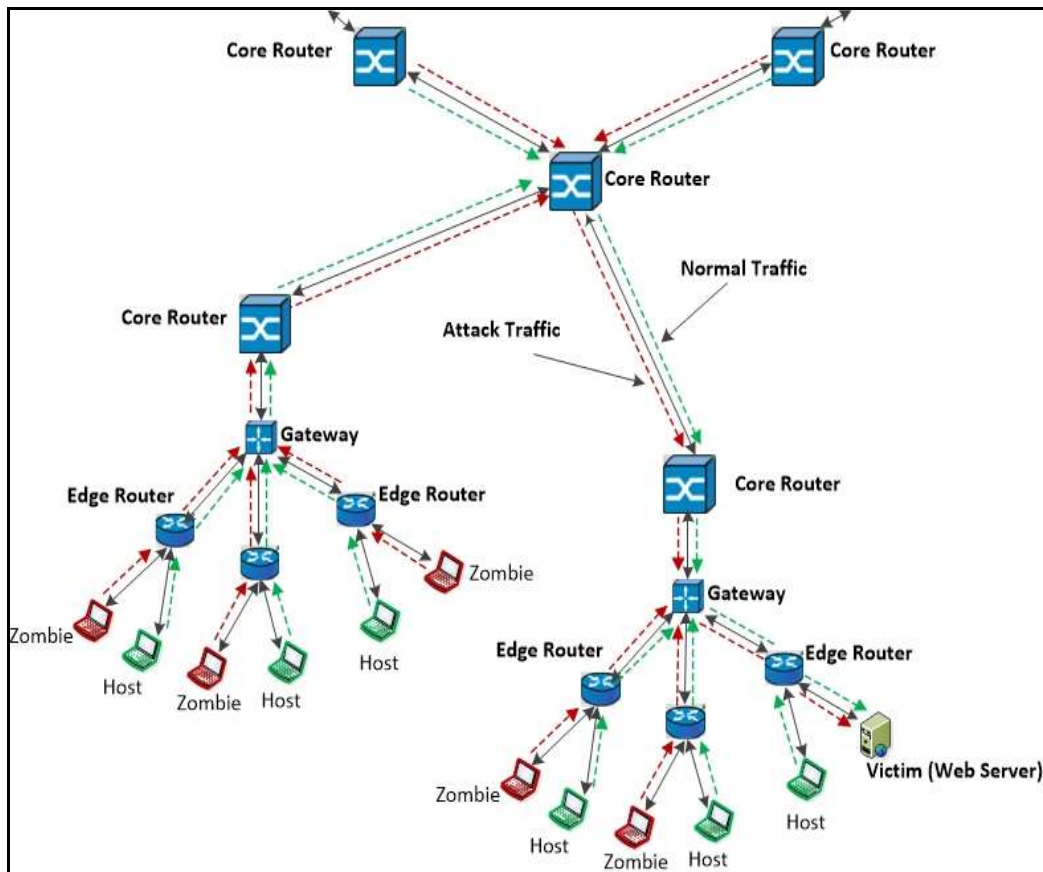 Core Router
Core Router
Core Router
Normal Traffic
Core Router
Attack Traffic
Gateway
Edge Router
Edge Router
Core Router
Zombie
Zombie
Host
Host
Zombie
Host
Gateway
Edge Router
Edge Router
Victim (Web Server)
Zombie
Host
Host
Zombie
Host